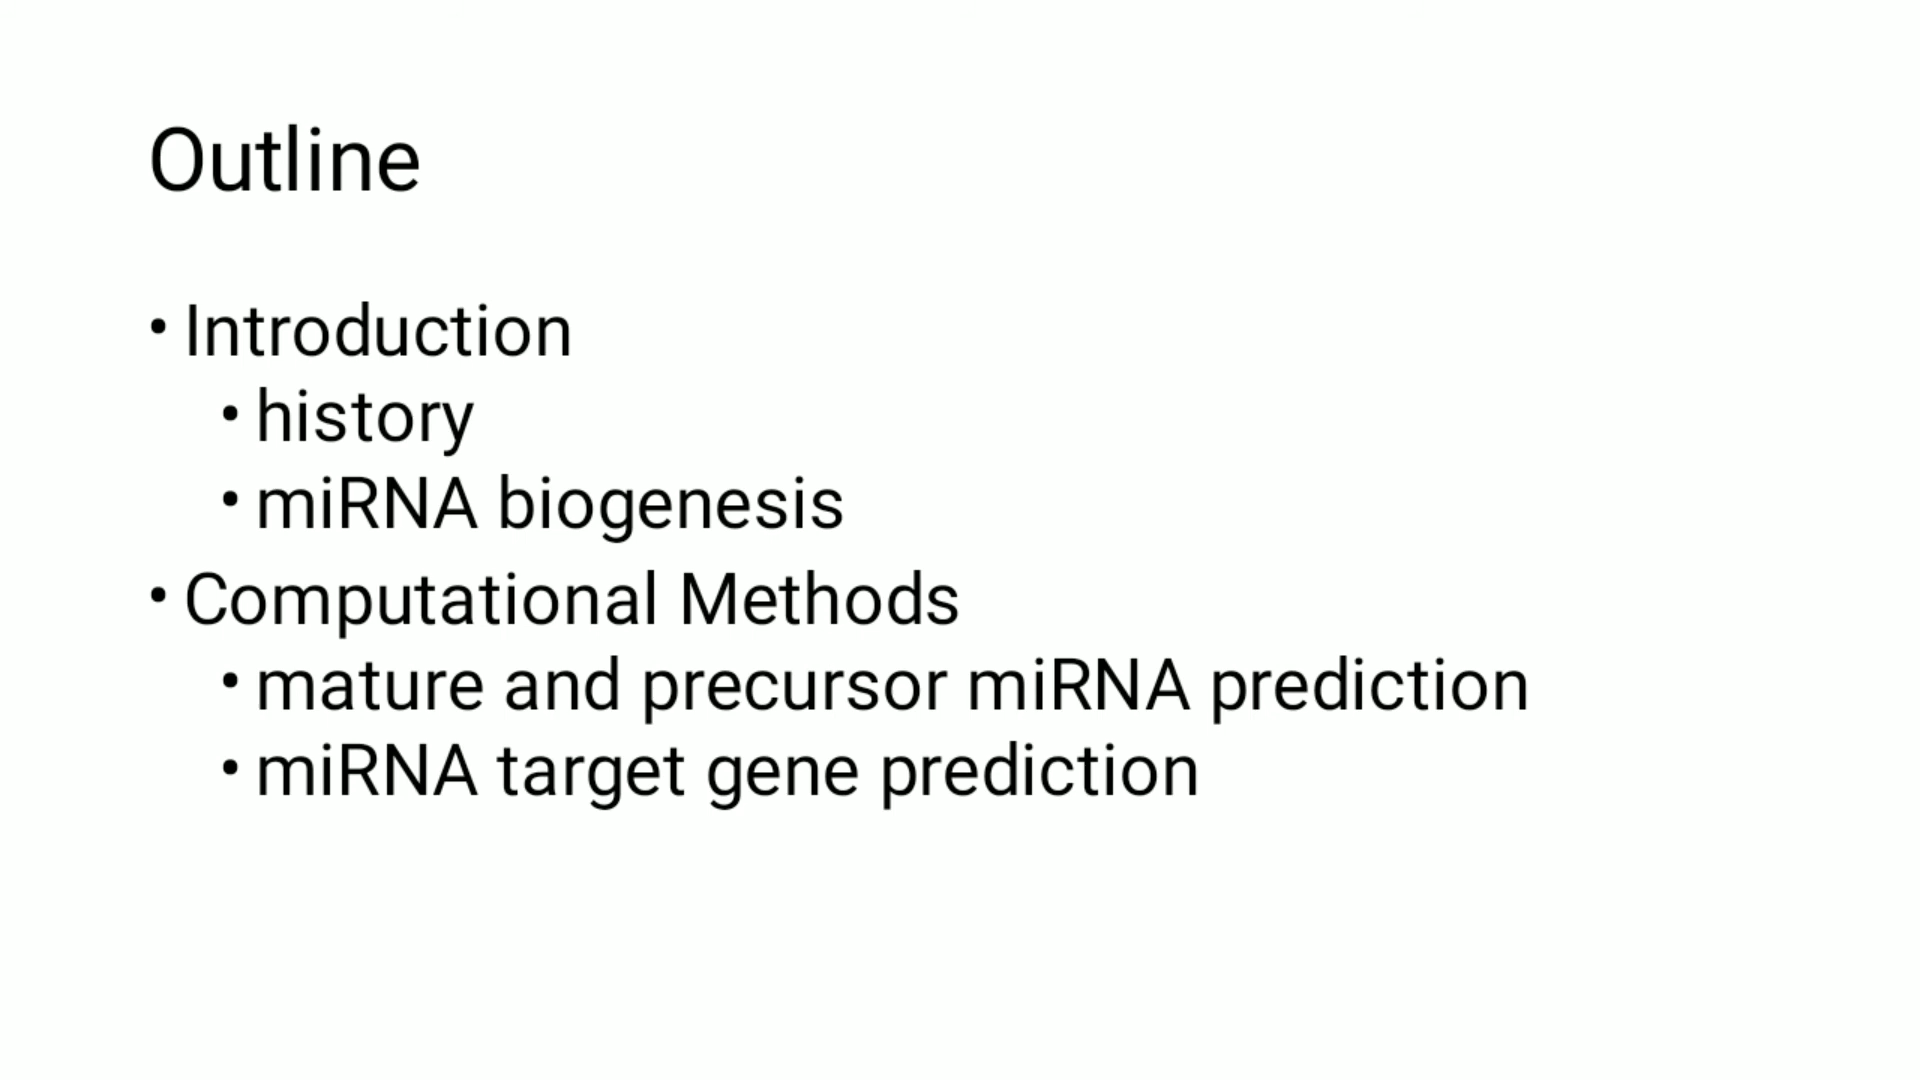 Outline
• Introduction
• history
• miRNA biogenesis
• Computational Methods
• mature and precursor miRNA prediction
• miRNA target gene prediction